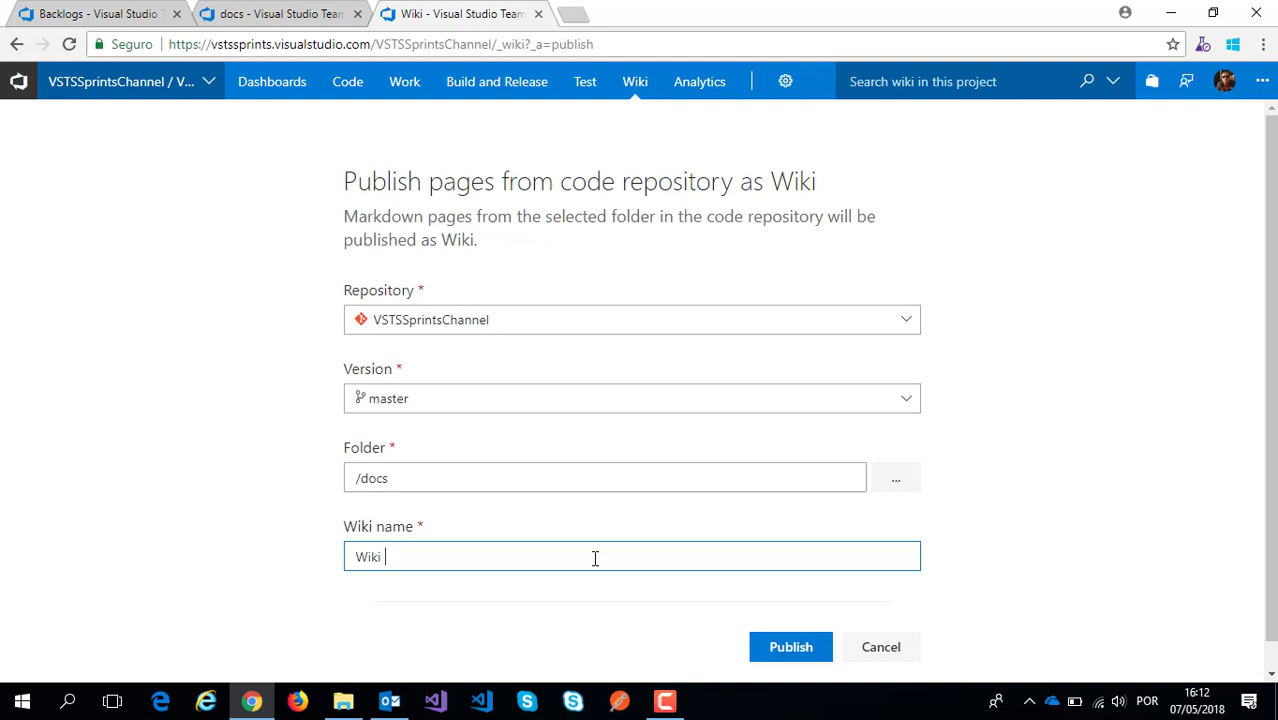 Backlogs - Visual Studio T
docs - Visual Studio Team
Wiki - Visual Studio Team
Seguro
https://vstssprints.visualstudio.com/VSTSSprintsChannel/_wiki?_a=publish
VSTSSprintsChannel / V...
Dashboards
Code
Work
Build and Release
Test
Wiki
Analytics
Search wiki in this project
...
Publish pages from code repository as Wiki
Markdown pages from the selected folder in the code repository will be
published as Wiki.
Repository *
VSTSSprintsChannel
Version *
master
Folder *
/docs
...
Wiki name *
Wiki
Publish
Cancel
POR
16:12
07/05/2018